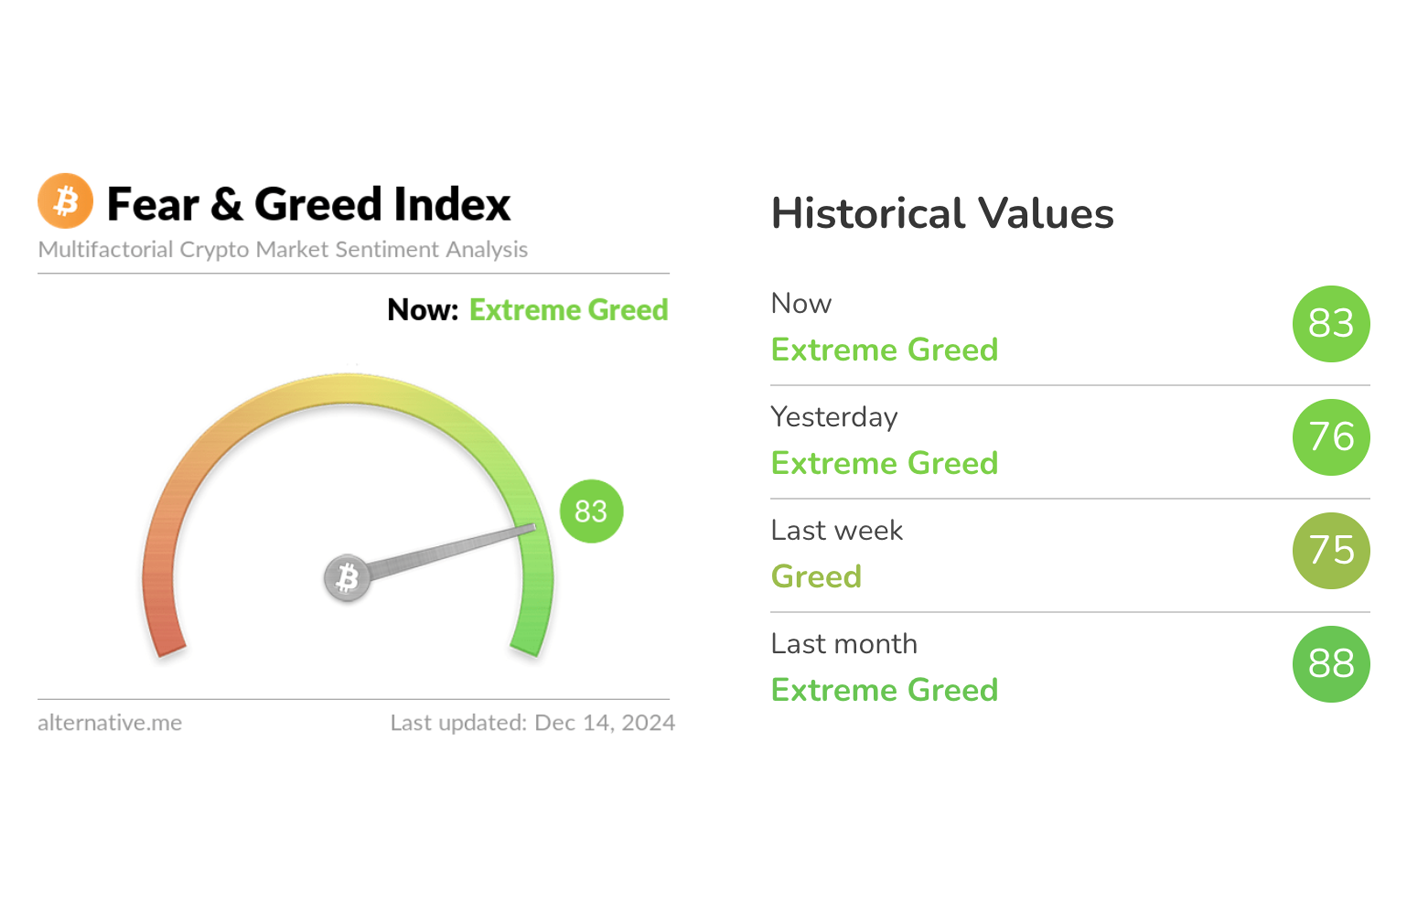 Fear & Greed Index
Multifactorial Crypto Market Sentiment Analysis
Now: Extreme Greed
83
alternative.me
Last updated: Dec 14, 2024
Historical Values
Now
Extreme Greed
83
Yesterday
Extreme Greed
76
Last week
Greed
75
Last month
Extreme Greed
88